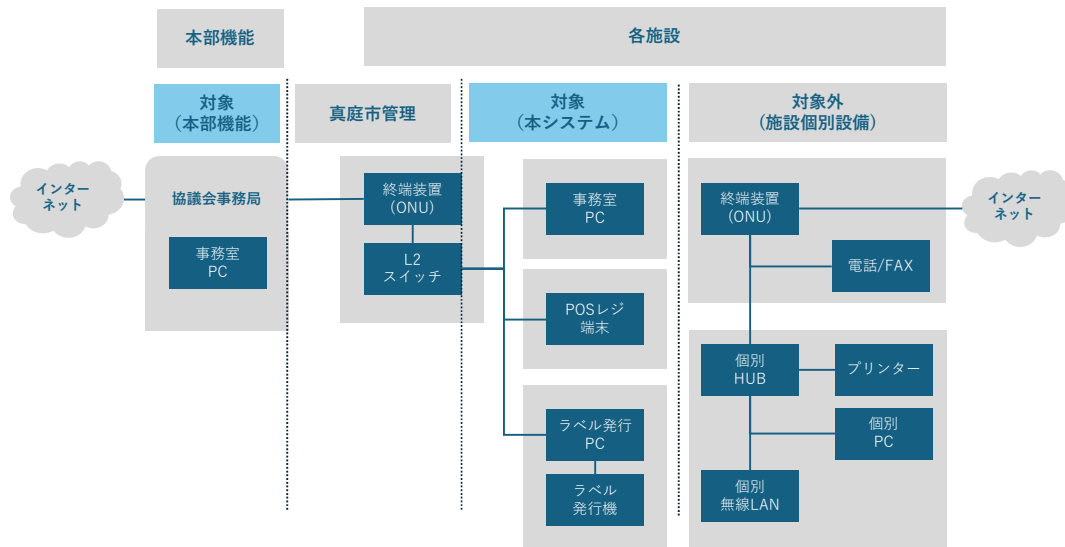 本部機能
各施設
対象
(本部機能)
真庭市管理
対象
(本システム)
対象外
(施設個別設備)
インター
ネット
協議会事務局
事務室
PC
終端装置
(ONU)
L2
スイッチ
事務室
PC
POSレジ
端末
ラベル発行
PC
ラベル
発行機
終端装置
(ONU)
電話/FAX
個別
HUB
プリンター
個別
PC
個別
無線LAN
インター
ネット